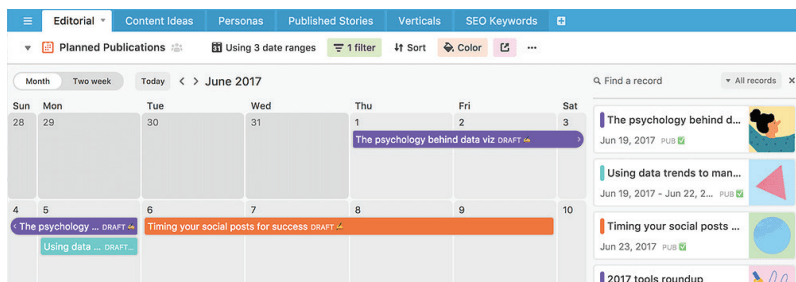 Editorial Content Ideas Personas Published Stories Verticals SEO Keywords
Planned Publications Using 3 date ranges 1 filter Sort Color ...
Month Two week Today < > June 2017 Find a record All records ×
Sun Mon Tue Wed Thu Fri Sat
28 29 30 31 1 2 3
The psychology behind data viz DRAFT
4 5 6 7 8 9 10
The psychology ... DRAFT Timing your social posts for success DRAFT
Using data ... DRAFT...
The psychology behind d...
Jun 19, 2017 PUB
Using data trends to man...
Jun 19, 2017 - Jun 22, 2... PUB
Timing your social posts ...
Jun 23, 2017 PUB
2017 tools roundup